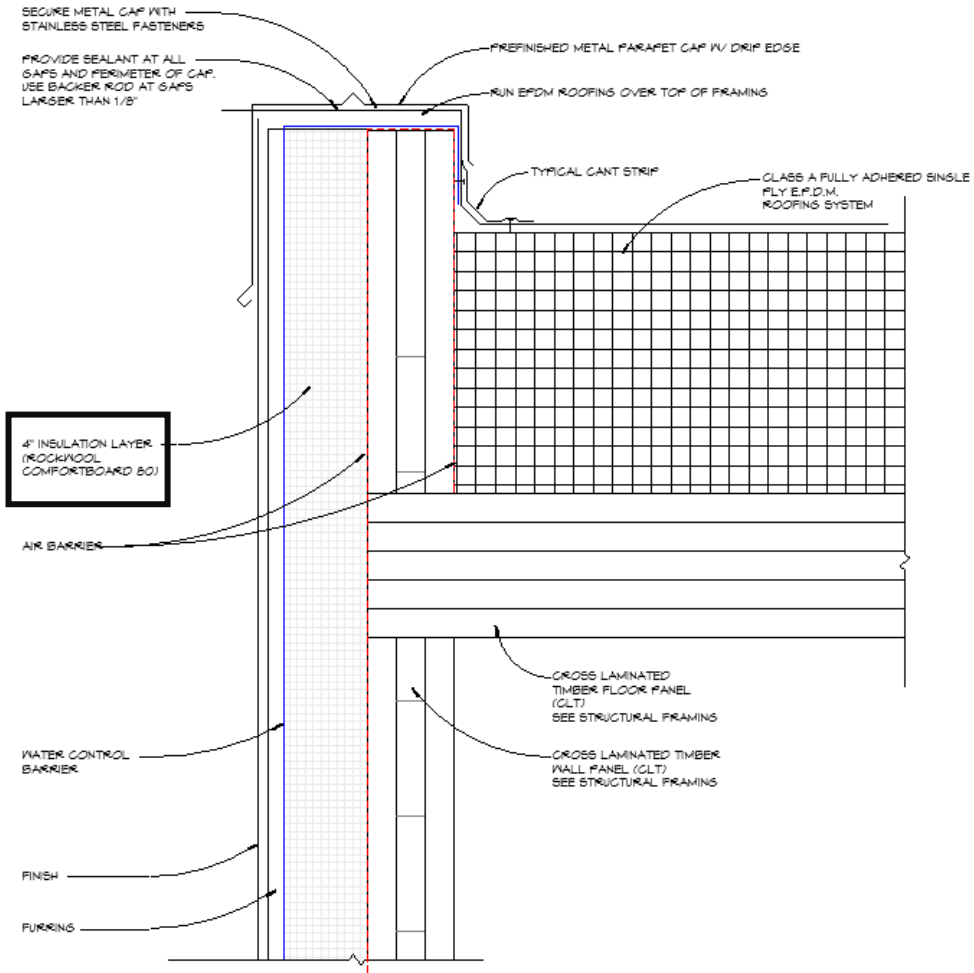 SECURE METAL CAP WITH
STAINLESS STEEL FASTENERS
PROVIDE SEALANT AT ALL
GAPS AND PERIMETER OF CAP.
USE BACKER ROD AT GAPS
LARGER THAN 1/8"
PREFINISHED METAL PARAPET CAP W/ DRIP EDGE
RUN EPDM ROOFING OVER TOP OF FRAMING
TYPICAL CANT STRIP
CLASS A FULLY ADHERED SINGLE
PLY E.P.D.M.
ROOFING SYSTEM
4" INSULATION LAYER
(ROCKWOOL
COMFORTBOARD 80)
AIR BARRIER
CROSS LAMINATED
TIMBER FLOOR PANEL
(CLT)
SEE STRUCTURAL FRAMING
WATER CONTROL
BARRIER
CROSS LAMINATED TIMBER
WALL PANEL (CLT)
SEE STRUCTURAL FRAMING
FINISH
FURRING